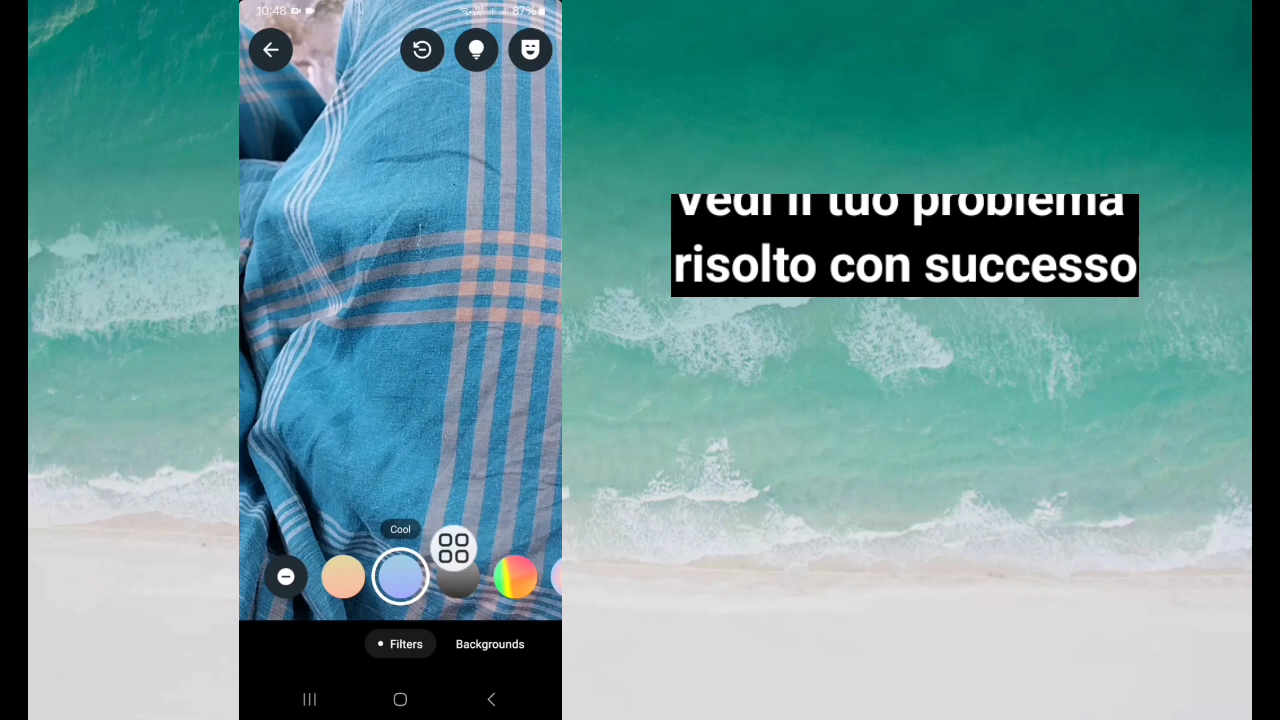 10:48
87%
Vedi il tuo problema
risolto con successo
Cool
Filters
Backgrounds